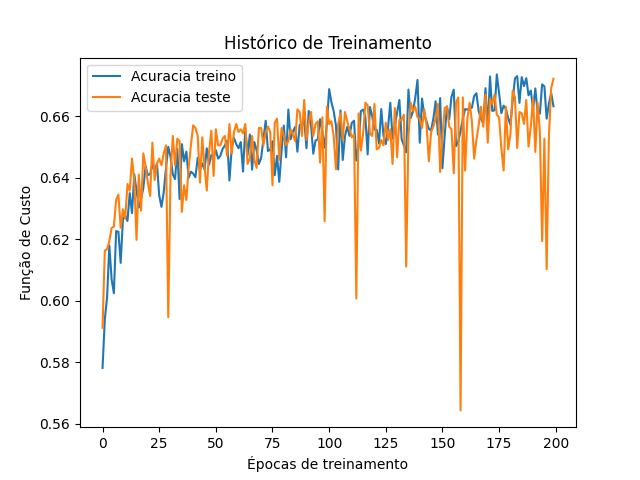 Histórico de Treinamento
Acuracia treino
Acuracia teste
Função de Custo
0.66
0.64
0.62
0.60
0.58
0.56
0 25 50 75 100 125 150 175 200
Épocas de treinamento